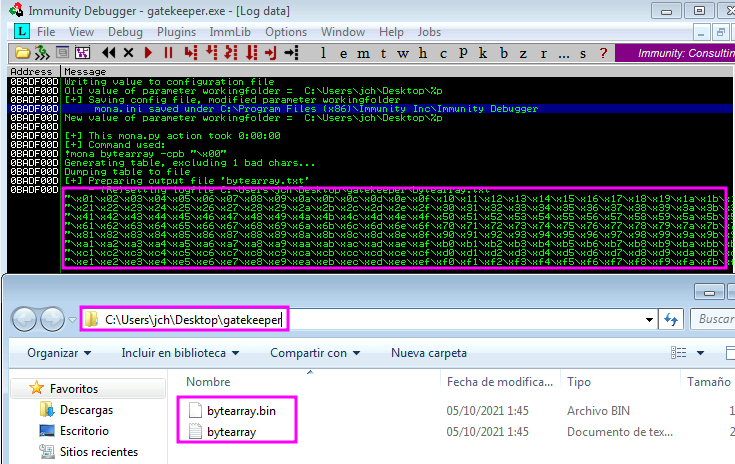 Immunity Debugger - gatekeeper.exe - [Log data]
File View Debug Plugins ImmLib Options Window Help Jobs
l e m t w h c p k b z r ... s ? Immunity: Consulting
Address Message
0BADF00D Writing value to configuration file
0BADF00D Old value of parameter workingfolder = C:\Users\jch\Desktop\%p
0BADF00D [+] Saving config file, modified parameter workingfolder
0BADF00D mona.ini saved under C:\Program Files (x86)\Immunity Inc\Immunity Debugger
0BADF00D New value of parameter workingfolder = C:\Users\jch\Desktop\%p
0BADF00D
0BADF00D [+] This mona.py action took 0:00:00
0BADF00D [+] Command used:
0BADF00D !mona bytearray -cpb "\x00"
0BADF00D Generating table, excluding 1 bad chars...
0BADF00D Dumping table to file
0BADF00D [+] Preparing output file 'bytearray.txt'
0BADF00D - (Re)setting logfile C:\Users\jch\Desktop\gatekeeper\bytearray.txt
"\x01\x02\x03\x04\x05\x06\x07\x08\x09\x0a\x0b\x0c\x0d\x0e\x0f\x10\x11\x12\x13\x14\x15\x16\x17\x18\x19\x1a\x1b\
"\x21\x22\x23\x24\x25\x26\x27\x28\x29\x2a\x2b\x2c\x2d\x2e\x2f\x30\x31\x32\x33\x34\x35\x36\x37\x38\x39\x3a\x3b\
"\x41\x42\x43\x44\x45\x46\x47\x48\x49\x4a\x4b\x4c\x4d\x4e\x4f\x50\x51\x52\x53\x54\x55\x56\x57\x58\x59\x5a\x5b\
"\x61\x62\x63\x64\x65\x66\x67\x68\x69\x6a\x6b\x6c\x6d\x6e\x6f\x70\x71\x72\x73\x74\x75\x76\x77\x78\x79\x7a\x7b\
"\x81\x82\x83\x84\x85\x86\x87\x88\x89\x8a\x8b\x8c\x8d\x8e\x8f\x90\x91\x92\x93\x94\x95\x96\x97\x98\x99\x9a\x9b\
"\xa1\xa2\xa3\xa4\xa5\xa6\xa7\xa8\xa9\xaa\xab\xac\xad\xae\xaf\xb0\xb1\xb2\xb3\xb4\xb5\xb6\xb7\xb8\xb9\xba\xbb\
"\xc1\xc2\xc3\xc4\xc5\xc6\xc7\xc8\xc9\xca\xcb\xcc\xcd\xce\xcf\xd0\xd1\xd2\xd3\xd4\xd5\xd6\xd7\xd8\xd9\xda\xdb\
"\xe1\xe2\xe3\xe4\xe5\xe6\xe7\xe8\xe9\xea\xeb\xec\xed\xee\xef\xf0\xf1\xf2\xf3\xf4\xf5\xf6\xf7\xf8\xf9\xfa\xfb\
C:\Users\jch\Desktop\gatekeeper
Buscar
Organizar Incluir en biblioteca Compartir con Nueva carpeta
Favoritos
Descargas
Escritorio
Sitios recientes
Nombre Fecha de modifica... Tipo Tamaño
bytearray.bin 05/10/2021 1:45 Archivo BIN 1
bytearray 05/10/2021 1:45 Documento de tex... 2